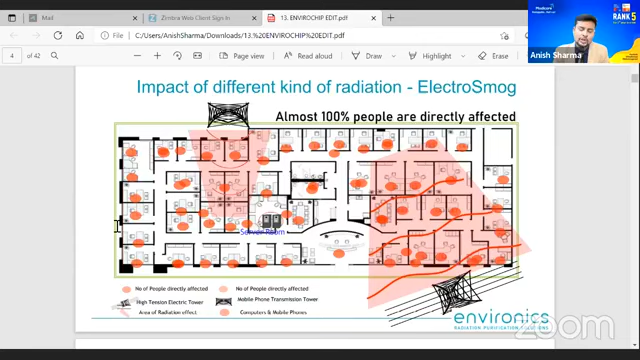 Mail
Zimbra Web Client Sign In
13. ENVIROCHIP EDIT.pdf
File
C:/Users/AnishSharma/Downloads/13.%20ENVIROCHIP%20EDIT.pdf
4
of 42
Page view
Read aloud
Draw
Highlight
Erase
RANK 5
Anish Sharma
Impact of different kind of radiation - ElectroSmog
Almost 100% people are directly affected
Server Room
No of People directly affected
No of People directly affected
High Tension Electric Tower
Mobile Phone Transmission Tower
Area of Radiation effect
Computers & Mobile Phones
environics
RADIATION PURIFICATION SOLUTIONS
zoom